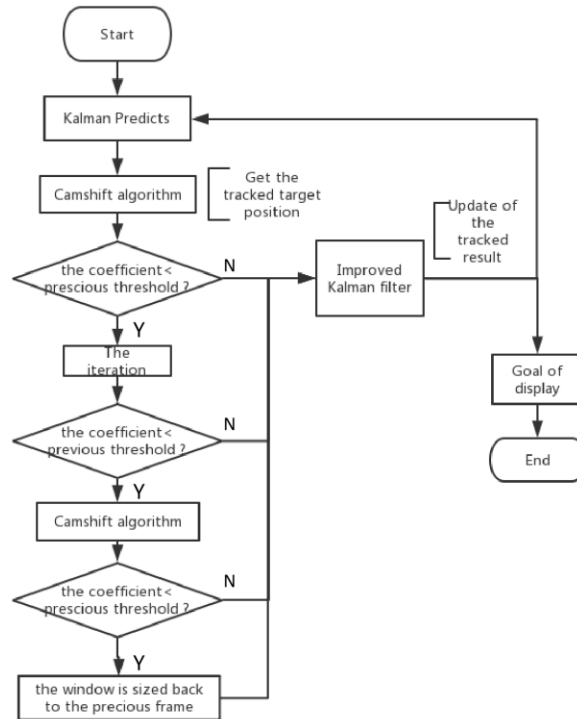 Start
Kalman Predicts
Camshift algorithm
Get the
tracked target
position
the coefficient<
prescious threshold ?
N
Y
Improved
Kalman filter
Update of
the
tracked
result
The
iteration
the coefficient<
previous threshold ?
N
Y
Goal of
display
End
Camshift algorithm
the coefficient<
prescious threshold ?
N
Y
the window is sized back
to the precious frame